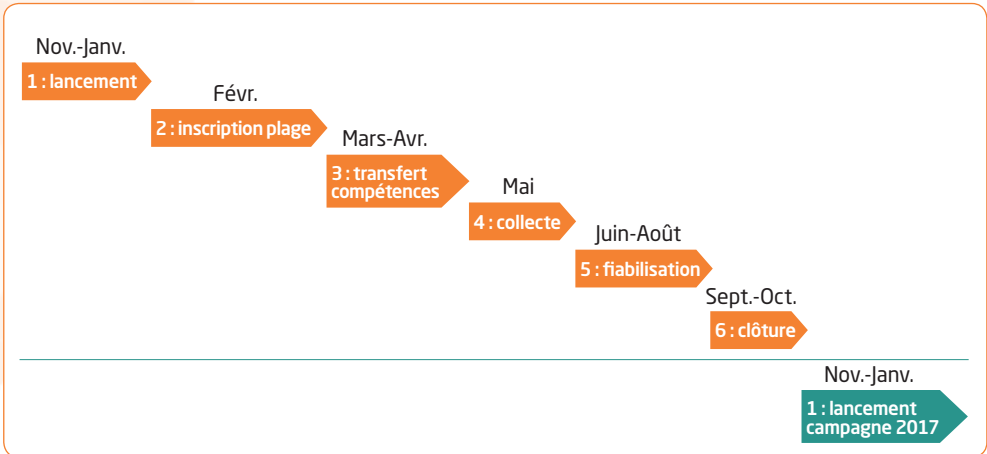 Nov.-Janv.
1 : lancement
Févr.
2 : inscription plage
Mars-Avr.
3 : transfert
compétences
Mai
4 : collecte
Juin-Août
5 : fiabilisation
Sept.-Oct.
6 : clôture
Nov.-Janv.
1 : lancement
campagne 2017